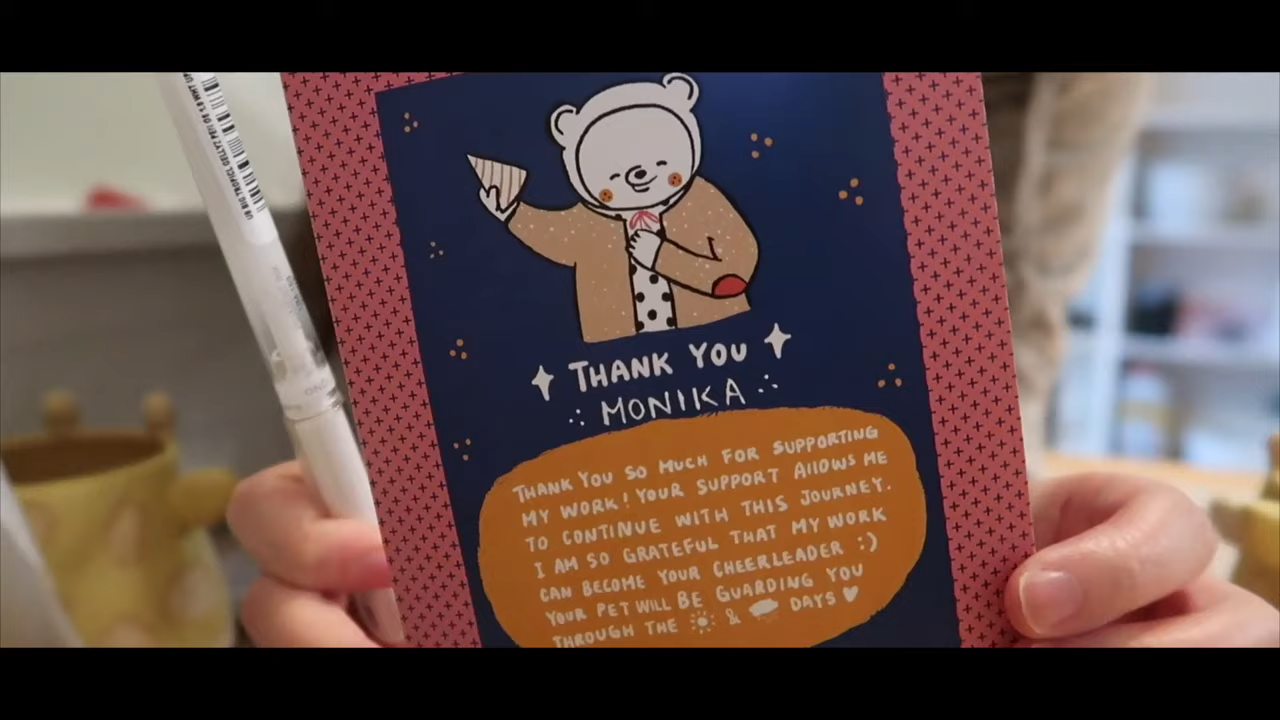 THANK YOU
MONIKA
THANK YOU SO MUCH FOR SUPPORTING
MY WORK! YOUR SUPPORT AllOWS ME
TO CONTINUE WITH THIS JOURNEY.
I AM SO GRATEFUL THAT MY WORK
CAN BECOME YOUR CHEERLEADER :)
YOUR PET WILL BE GUARDING YOU
THROUGH THE ☀ & ☁ DAYS ♥